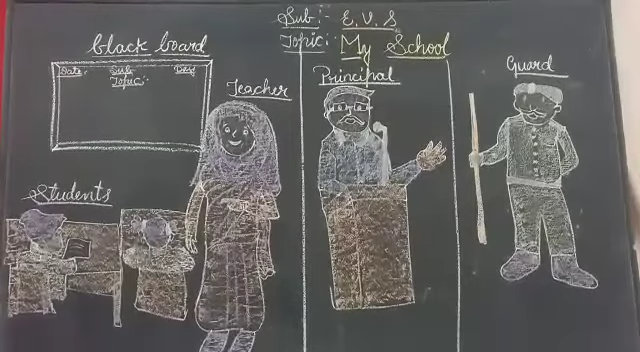 Sub:- E.V.S.
Topic:- My School
black board
Date:- Sub:- Day
Topic:-
Teacher
Principal
Guard
Students